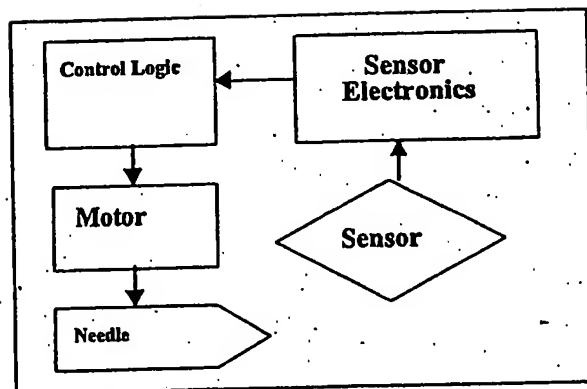 Control Logic
Sensor
Electronics
Motor
Sensor
Needle